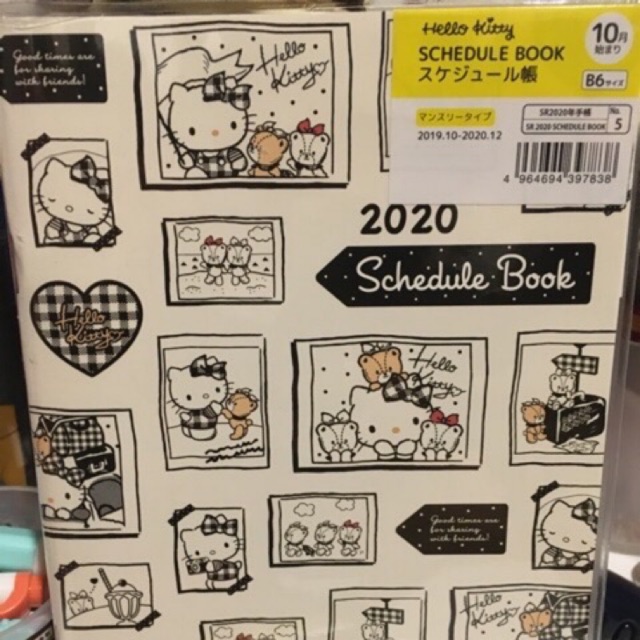 Good times are
for sharing
with friends!
Hello
Kitty
Hello Kitty
SCHEDULE BOOK
スケジュール帳
10月
始まり
B6サイズ
マンスリータイプ
2019.10-2020.12
SR2020年手帳
SR 2020 SCHEDULE BOOK
No.
5
4 964694 397838
2020
Schedule Book
Hello
Kitty
Hello
Kitty
Good times are
for sharing
with friends!
Hello